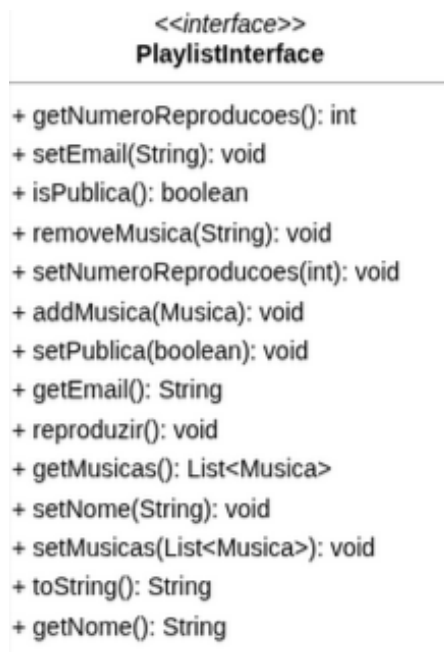 <<interface>>
PlaylistInterface
+ getNumeroReproducoes(): int
+ setEmail(String): void
+ isPublica(): boolean
+ removeMusica(String): void
+ setNumeroReproducoes(int): void
+ addMusica(Musica): void
+ setPublica(boolean): void
+ getEmail(): String
+ reproduzir(): void
+ getMusicas(): List<Musica>
+ setNome(String): void
+ setMusicas(List<Musica>): void
+ toString(): String
+ getNome(): String